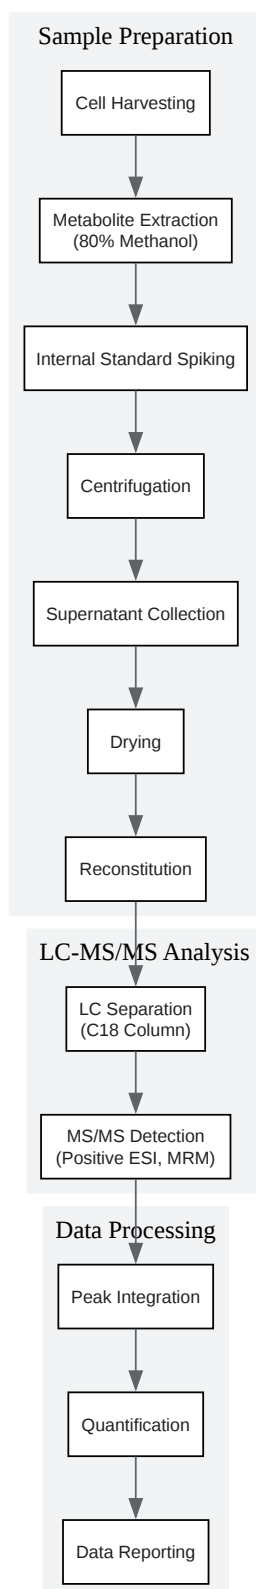 Sample Preparation
Cell Harvesting
Metabolite Extraction
(80% Methanol)
Internal Standard Spiking
Centrifugation
Supernatant Collection
Drying
Reconstitution
LC-MS/MS Analysis
LC Separation
(C18 Column)
MS/MS Detection
(Positive ESI, MRM)
Data Processing
Peak Integration
Quantification
Data Reporting